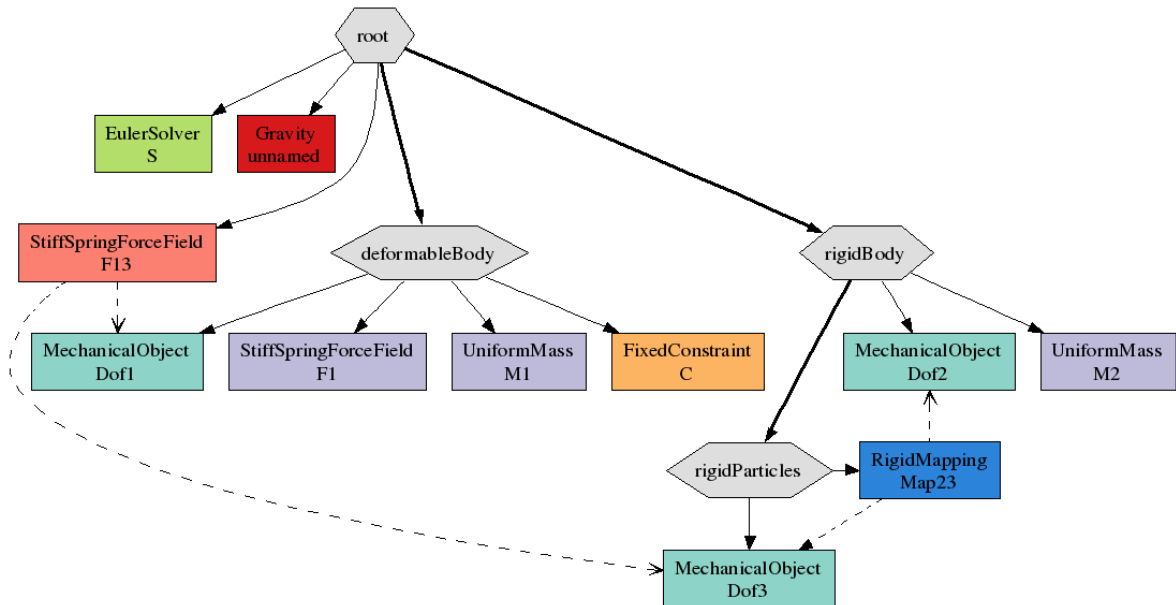 root
EulerSolver
S
Gravity
unnamed
StiffSpringForceField
F13
deformableBody
rigidBody
MechanicalObject
Dof1
StiffSpringForceField
F1
UniformMass
M1
FixedConstraint
C
MechanicalObject
Dof2
UniformMass
M2
rigidParticles
RigidMapping
Map23
MechanicalObject
Dof3